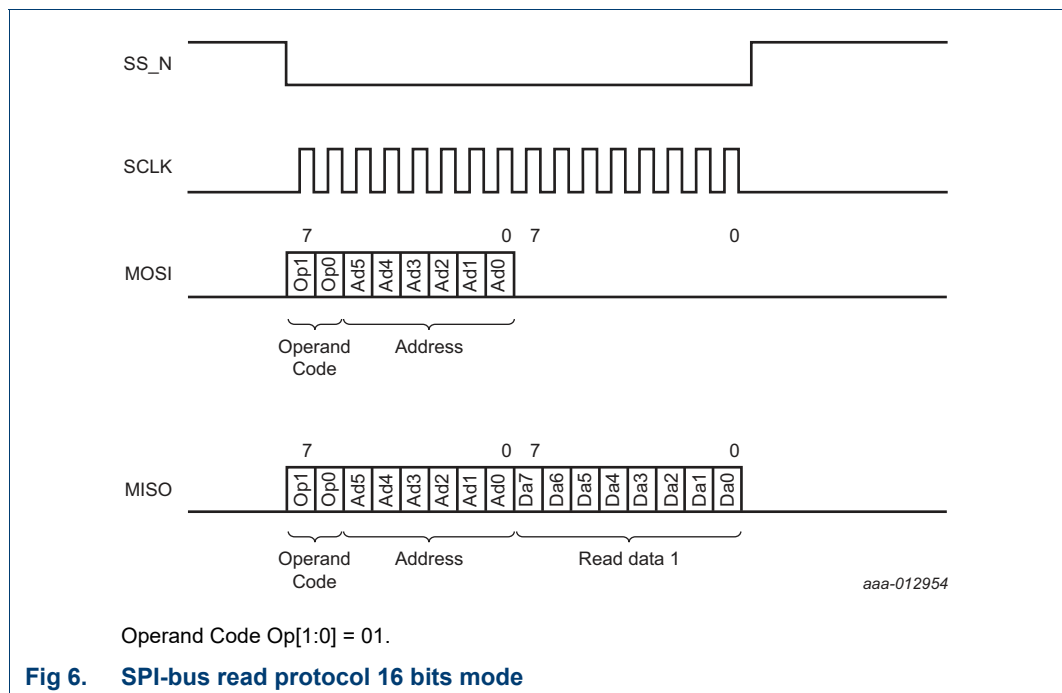 SS_N
SCLK
7 0 7 0
MOSI Op1 Op0 Ad5 Ad4 Ad3 Ad2 Ad1 Ad0
Operand Address
Code
7 0 7 0
MISO Op1 Op0 Ad5 Ad4 Ad3 Ad2 Ad1 Ad0 Da7 Da6 Da5 Da4 Da3 Da2 Da1 Da0
Operand Address Read data 1
Code
aaa-012954
Operand Code Op[1:0] = 01.
Fig 6. SPI-bus read protocol 16 bits mode